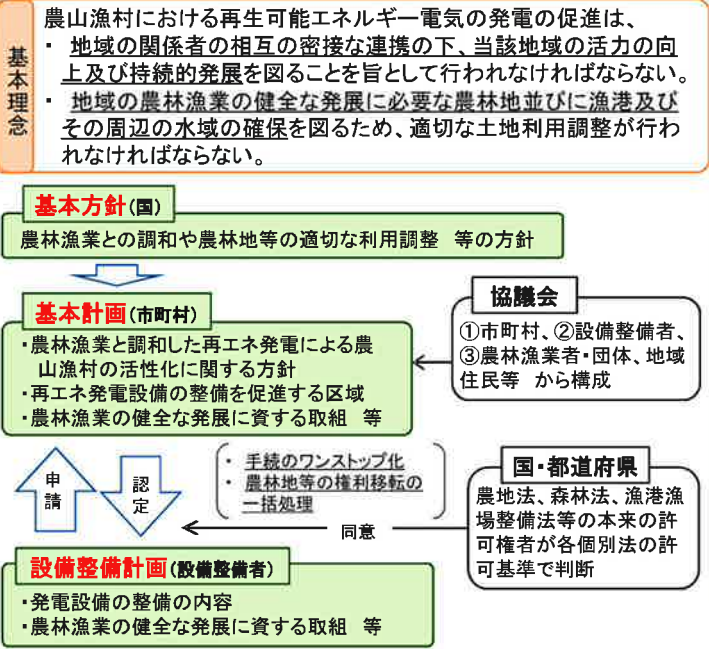 基本理念
農山漁村における再生可能エネルギー電気の発電の促進は、
・ 地域の関係者の相互の密接な連携の下、当該地域の活力の向
上及び持続的発展を図ることを旨として行われなければならない。
・ 地域の農林漁業の健全な発展に必要な農林地並びに漁港及び
その周辺の水域の確保を図るため、適切な土地利用調整が行わ
れなければならない。
基本方針(国)
農林漁業との調和や農林地等の適切な利用調整 等の方針
基本計画(市町村)
・農林漁業と調和した再エネ発電による農
山漁村の活性化に関する方針
・再エネ発電設備の整備を促進する区域
・農林漁業の健全な発展に資する取組 等
協議会
①市町村、②設備整備者、
③農林漁業者・団体、地域
住民等 から構成
申請
認定
・ 手続のワンストップ化
・ 農林地等の権利移転の
一括処理
同意
国・都道府県
農地法、森林法、漁港漁
場整備法等の本来の許
可権者が各個別法の許
可基準で判断
設備整備計画(設備整備者)
・発電設備の整備の内容
・農林漁業の健全な発展に資する取組 等